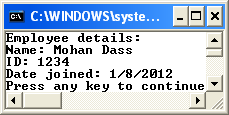 C:\WINDOWS\syste...
Employee details:
Name: Mohan Dass
ID: 1234
Date joined: 1/8/2012
Press any key to continue